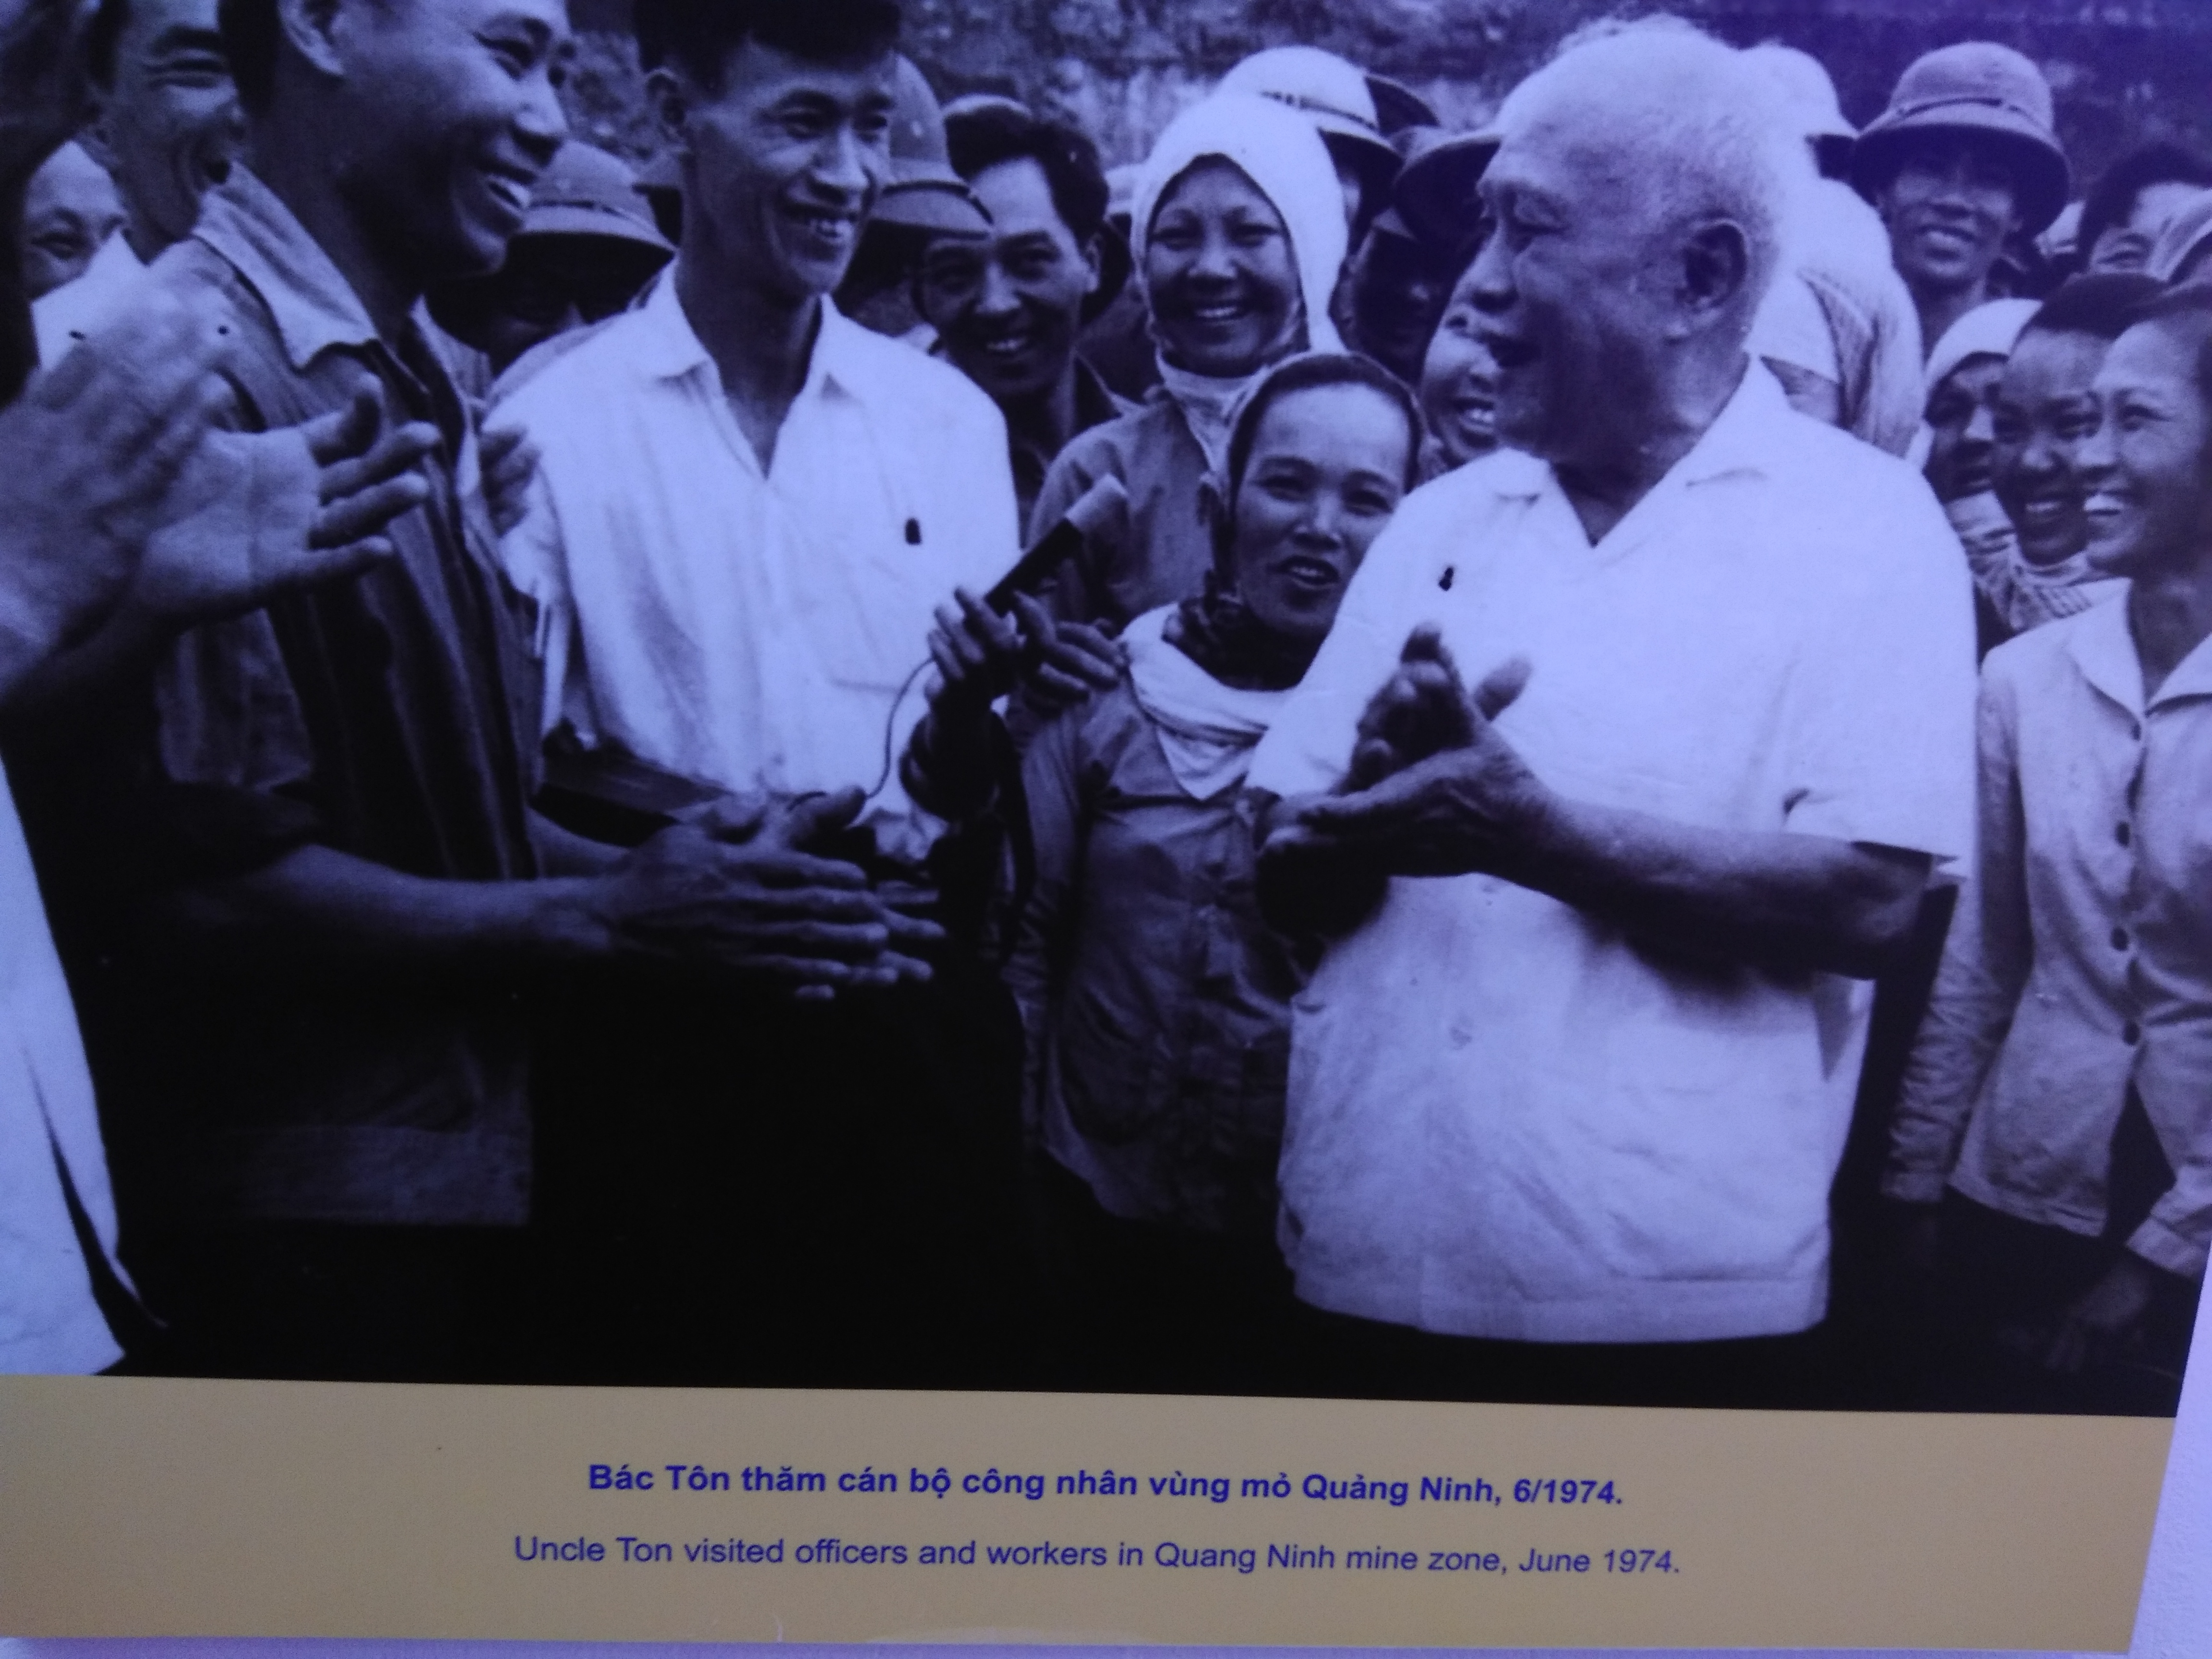 Bác Tôn thăm cán bộ công nhân vùng mỏ Quảng Ninh, 6/1974.
Uncle Ton visited officers and workers in Quang Ninh mine zone, June 1974.